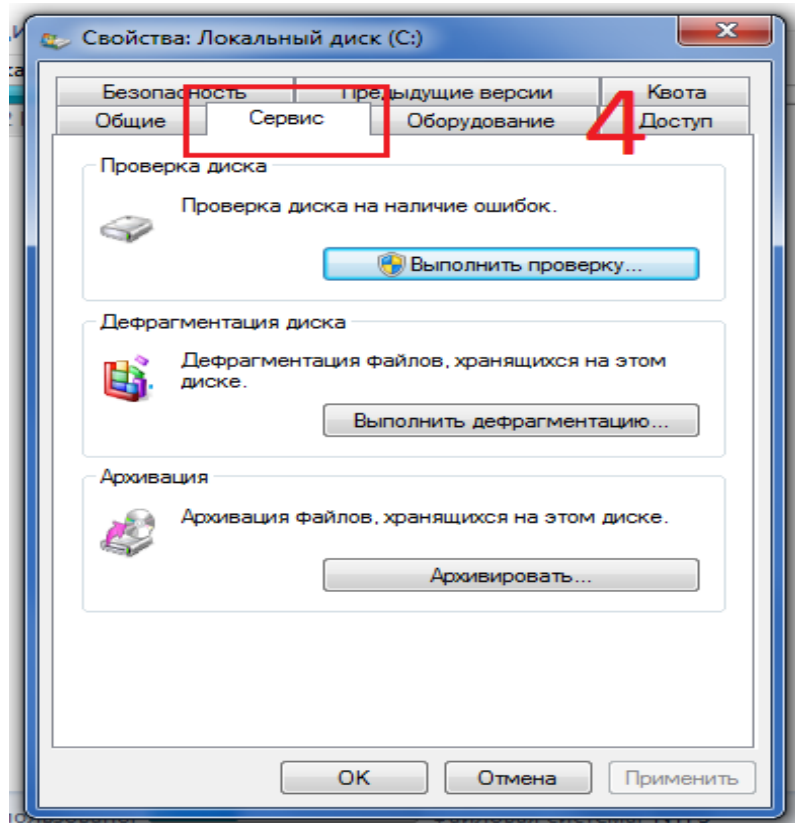 Свойства: Локальный диск (C:)
Безопасность Предыдущие версии Квота
Общие Сервис Оборудование Доступ
4
Проверка диска
Проверка диска на наличие ошибок.
Выполнить проверку...
Дефрагментация диска
Дефрагментация файлов, хранящихся на этом
диске.
Выполнить дефрагментацию...
Архивация
Архивация файлов, хранящихся на этом диске.
Архивировать...
OK Отмена Применить